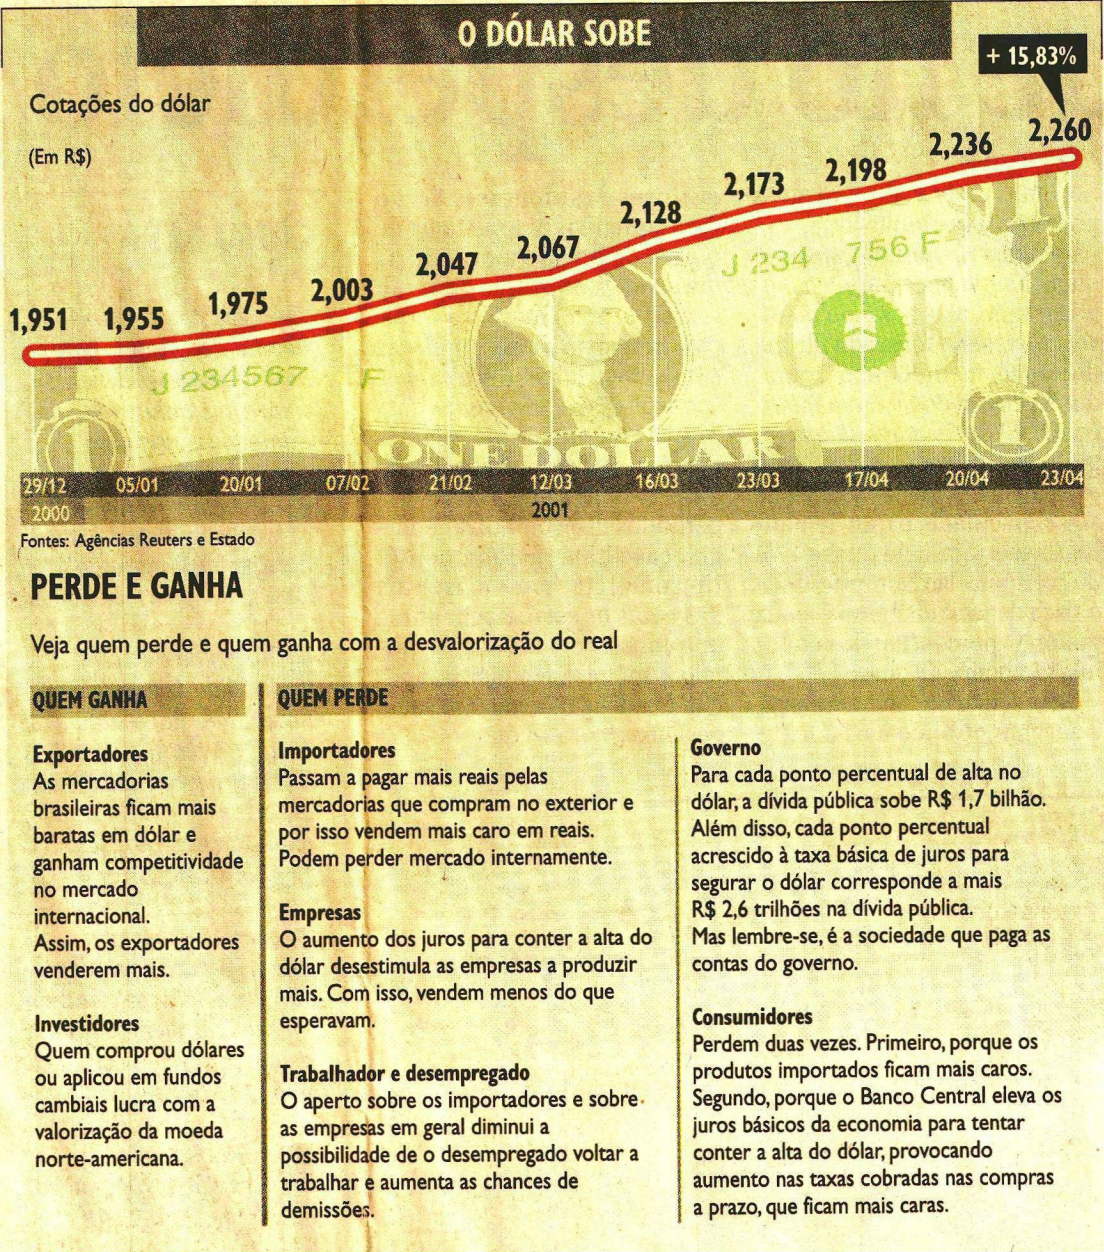 O DÓLAR SOBE
+ 15,83%
Cotações do dólar
(Em R$)
1,951
1,955
1,975
2,003
2,047
2,067
2,128
2,173
2,198
2,236
2,260
J 234567 F
J 234 756 F
ONE
1
1
1
ONE DOLLAR
29/12
05/01
20/01
07/02
21/02
12/03
16/03
23/03
17/04
20/04
23/04
2000
2001
Fontes: Agências Reuters e Estado
PERDE E GANHA
Veja quem perde e quem ganha com a desvalorização do real
QUEM GANHA
Exportadores
As mercadorias
brasileiras ficam mais
baratas em dólar e
ganham competitividade
no mercado
internacional.
Assim, os exportadores
venderem mais.
Investidores
Quem comprou dólares
ou aplicou em fundos
cambiais lucra com a
valorização da moeda
norte-americana.
QUEM PERDE
Importadores
Passam a pagar mais reais pelas
mercadorias que compram no exterior e
por isso vendem mais caro em reais.
Podem perder mercado internamente.
Empresas
O aumento dos juros para conter a alta do
dólar desestimula as empresas a produzir
mais. Com isso, vendem menos do que
esperavam.
Trabalhador e desempregado
O aperto sobre os importadores e sobre
as empresas em geral diminui a
possibilidade de o desempregado voltar a
trabalhar e aumenta as chances de
demissões.
Governo
Para cada ponto percentual de alta no
dólar, a dívida pública sobe R$ 1,7 bilhão.
Além disso, cada ponto percentual
acrescido à taxa básica de juros para
segurar o dólar corresponde a mais
R$ 2,6 trilhões na dívida pública.
Mas lembre-se, é a sociedade que paga as
contas do governo.
Consumidores
Perdem duas vezes. Primeiro, porque os
produtos importados ficam mais caros.
Segundo, porque o Banco Central eleva os
juros básicos da economia para tentar
conter a alta do dólar, provocando
aumento nas taxas cobradas nas compras
a prazo, que ficam mais caras.